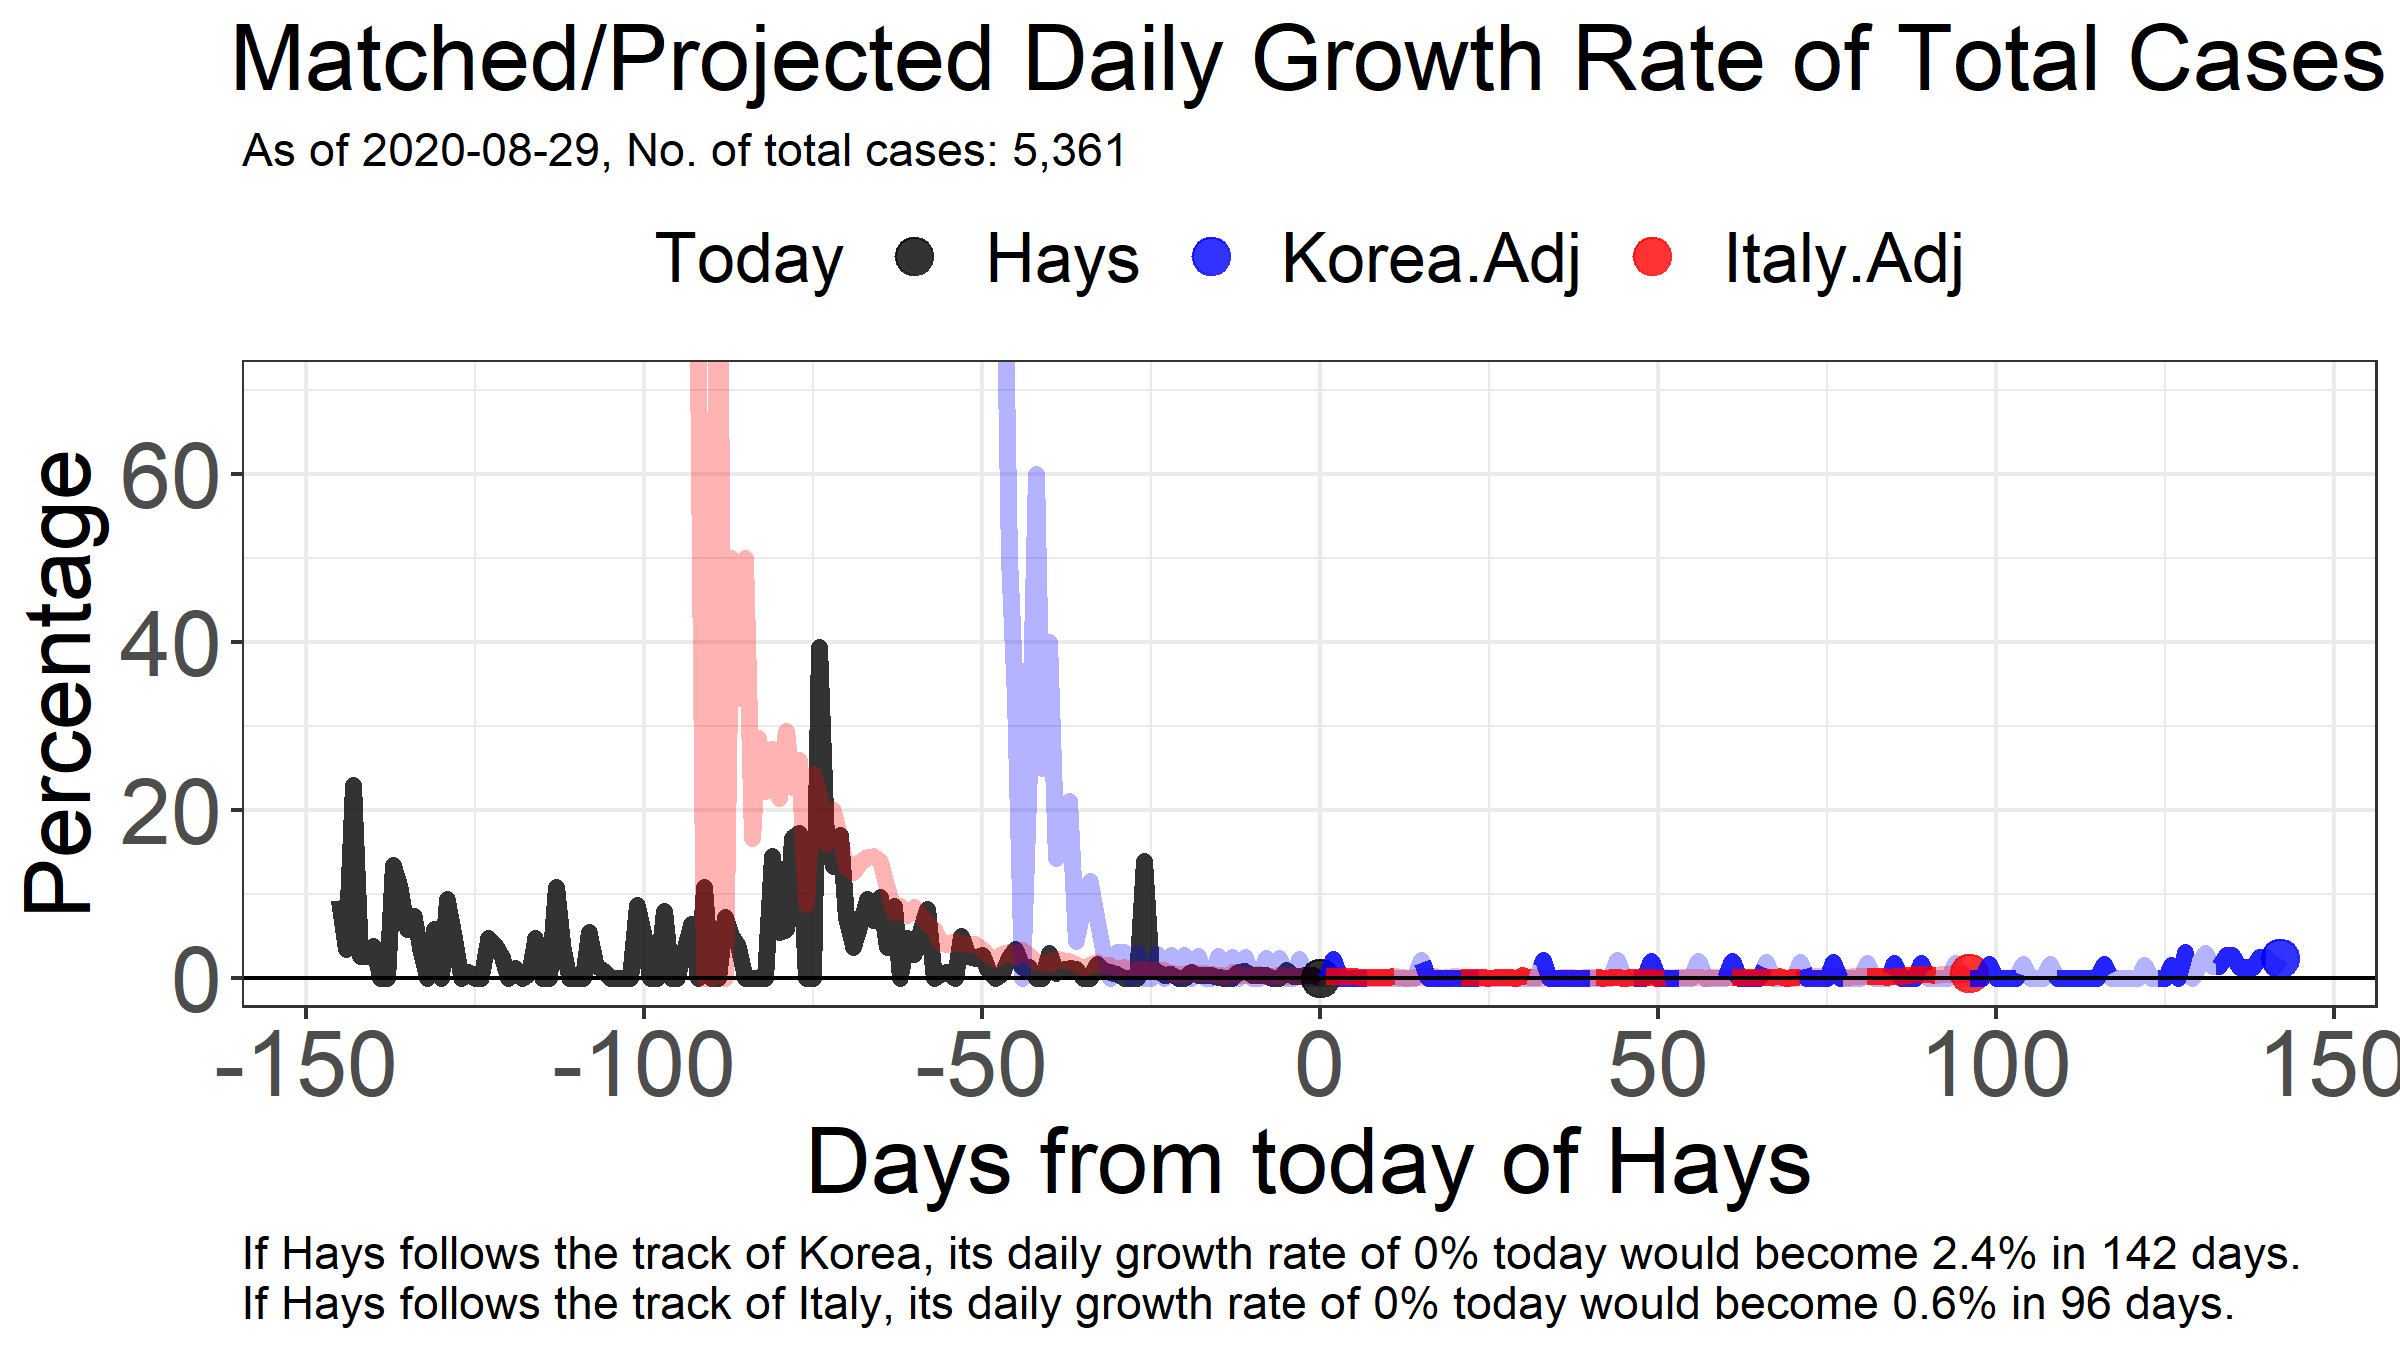 Matched/Projected Daily Growth Rate of Total Cases
As of 2020-08-29, No. of total cases: 5,361
Today Hays Korea.Adj Italy.Adj
Percentage
60
40
20
0
-150 -100 -50 0 50 100 150
Days from today of Hays
If Hays follows the track of Korea, its daily growth rate of 0% today would become 2.4% in 142 days.
If Hays follows the track of Italy, its daily growth rate of 0% today would become 0.6% in 96 days.